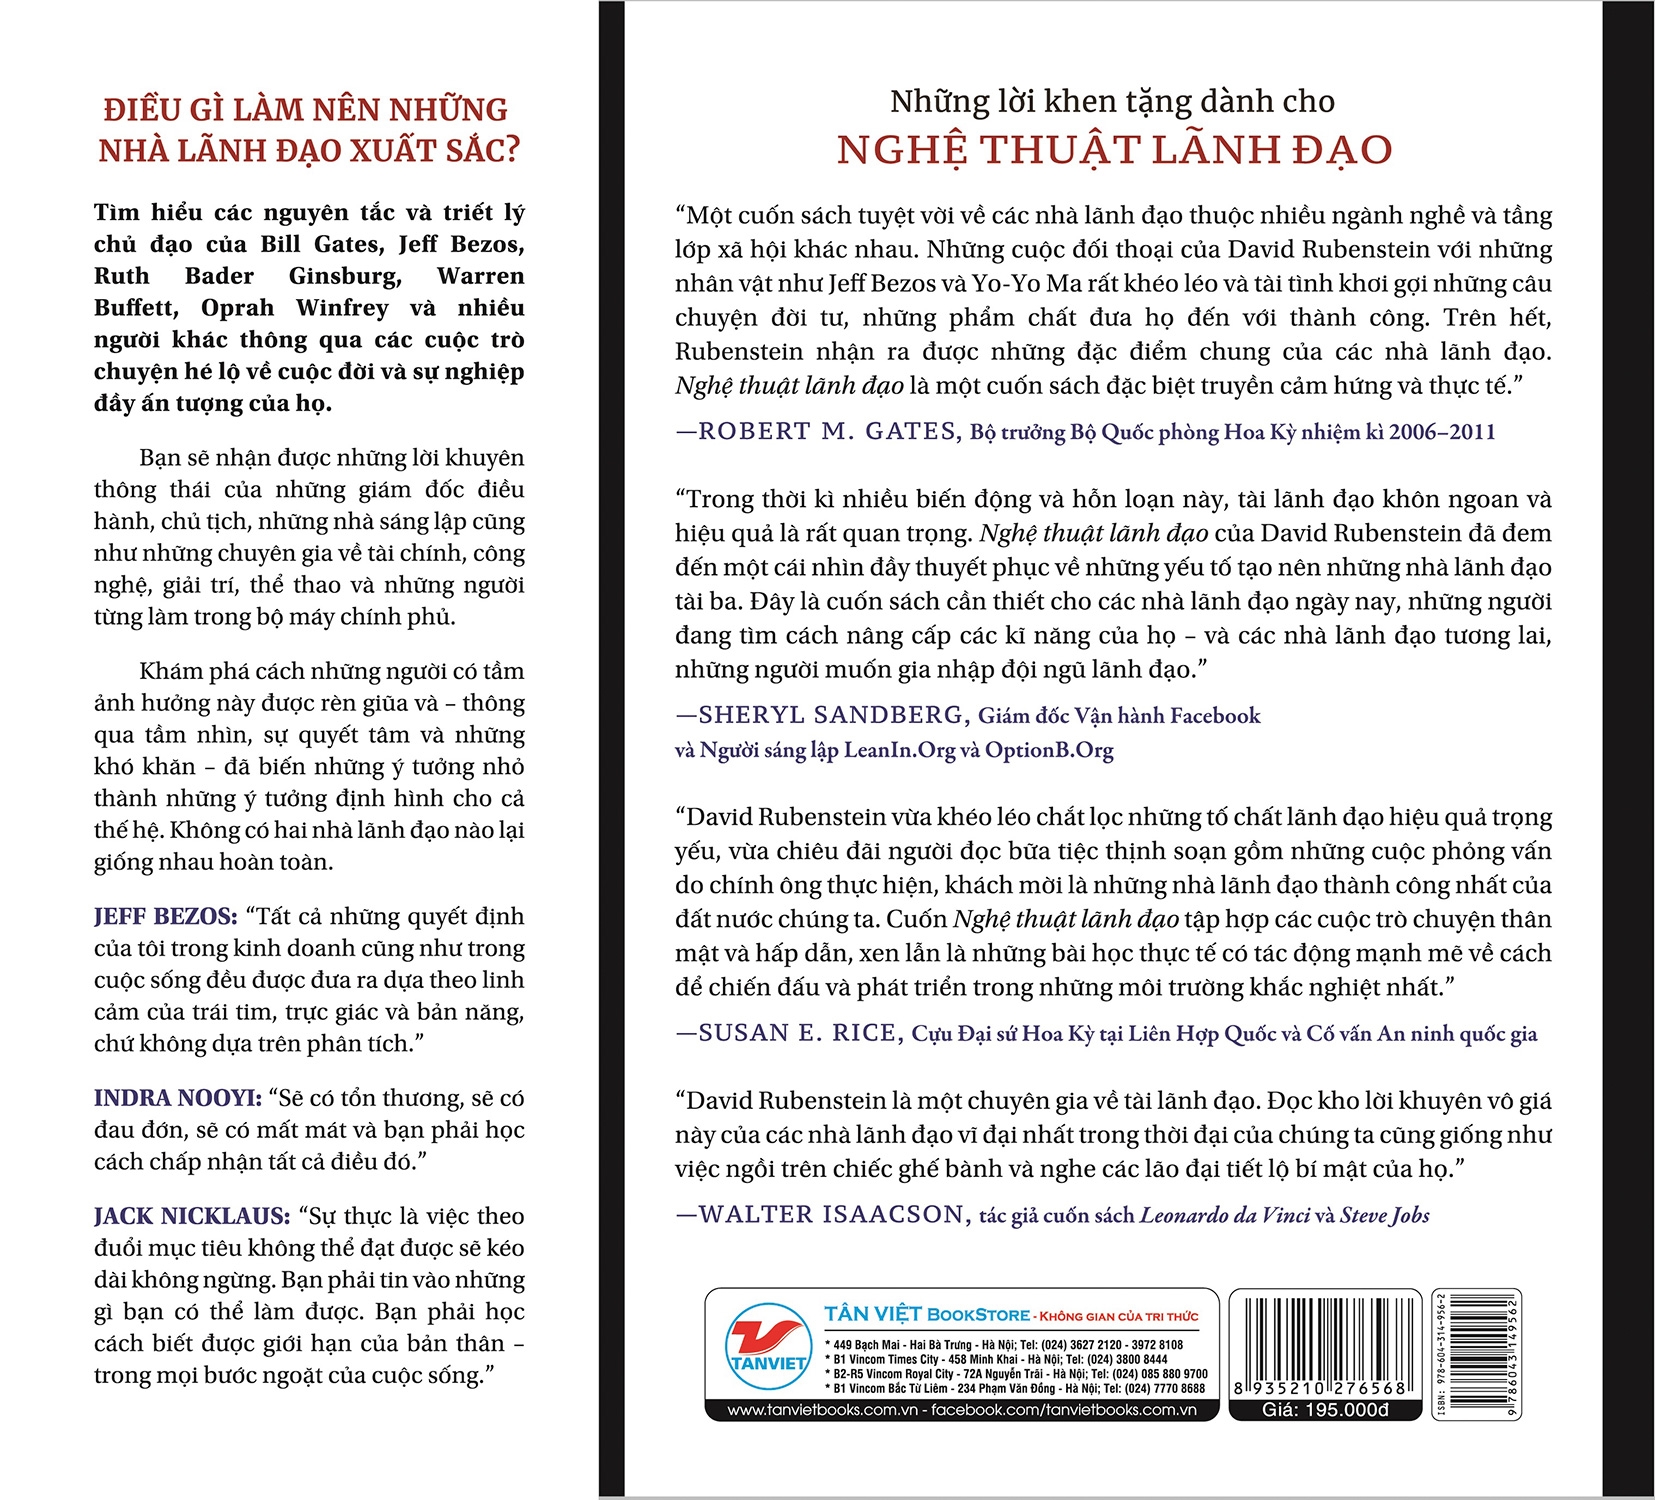 ĐIỀU GÌ LÀM NÊN NHỮNG
NHÀ LÃNH ĐẠO XUẤT SẮC?
Tìm hiểu các nguyên tắc và triết lý
chủ đạo của Bill Gates, Jeff Bezos,
Ruth Bader Ginsburg, Warren
Buffett, Oprah Winfrey và nhiều
người khác thông qua các cuộc trò
chuyện hé lộ về cuộc đời và sự nghiệp
đầy ấn tượng của họ.
Bạn sẽ nhận được những lời khuyên
thông thái của những giám đốc điều
hành, chủ tịch, những nhà sáng lập cũng
như những chuyên gia về tài chính, công
nghệ, giải trí, thể thao và những người
từng làm trong bộ máy chính phủ.
Khám phá cách những người có tầm
ảnh hưởng này được rèn giũa và – thông
qua tầm nhìn, sự quyết tâm và những
khó khăn – đã biến những ý tưởng nhỏ
thành những ý tưởng định hình cho cả
thế hệ. Không có hai nhà lãnh đạo nào lại
giống nhau hoàn toàn.
JEFF BEZOS: “Tất cả những quyết định
của tôi trong kinh doanh cũng như trong
cuộc sống đều được đưa ra dựa theo linh
cảm của trái tim, trực giác và bản năng,
chứ không dựa trên phân tích.”
INDRA NOOYI: “Sẽ có tổn thương, sẽ có
đau đớn, sẽ có mất mát và bạn phải học
cách chấp nhận tất cả điều đó.”
JACK NICKLAUS: “Sự thực là việc theo
đuổi mục tiêu không thể đạt được sẽ kéo
dài không ngừng. Bạn phải tin vào những
gì bạn có thể làm được. Bạn phải học
cách biết được giới hạn của bản thân –
trong mọi bước ngoặt của cuộc sống.”
Những lời khen tặng dành cho
NGHỆ THUẬT LÃNH ĐẠO
“Một cuốn sách tuyệt vời về các nhà lãnh đạo thuộc nhiều ngành nghề và tầng
lớp xã hội khác nhau. Những cuộc đối thoại của David Rubenstein với những
nhân vật như Jeff Bezos và Yo-Yo Ma rất khéo léo và tài tình khơi gợi những câu
chuyện đời tư, những phẩm chất đưa họ đến với thành công. Trên hết,
Rubenstein nhận ra được những đặc điểm chung của các nhà lãnh đạo.
Nghệ thuật lãnh đạo là một cuốn sách đặc biệt truyền cảm hứng và thực tế.”
—ROBERT M. GATES, Bộ trưởng Bộ Quốc phòng Hoa Kỳ nhiệm kì 2006–2011
“Trong thời kì nhiều biến động và hỗn loạn này, tài lãnh đạo khôn ngoan và
hiệu quả là rất quan trọng. Nghệ thuật lãnh đạo của David Rubenstein đã đem
đến một cái nhìn đầy thuyết phục về những yếu tố tạo nên những nhà lãnh đạo
tài ba. Đây là cuốn sách cần thiết cho các nhà lãnh đạo ngày nay, những người
đang tìm cách nâng cấp các kĩ năng của họ – và các nhà lãnh đạo tương lai,
những người muốn gia nhập đội ngũ lãnh đạo.”
—SHERYL SANDBERG, Giám đốc Vận hành Facebook
và Người sáng lập LeanIn.Org và OptionB.Org
“David Rubenstein vừa khéo léo chắt lọc những tố chất lãnh đạo hiệu quả trọng
yếu, vừa chiêu đãi người đọc bữa tiệc thịnh soạn gồm những cuộc phỏng vấn
do chính ông thực hiện, khách mời là những nhà lãnh đạo thành công nhất của
đất nước chúng ta. Cuốn Nghệ thuật lãnh đạo tập hợp các cuộc trò chuyện thân
mật và hấp dẫn, xen lẫn là những bài học thực tế có tác động mạnh mẽ về cách
để chiến đấu và phát triển trong những môi trường khắc nghiệt nhất.”
—SUSAN E. RICE, Cựu Đại sứ Hoa Kỳ tại Liên Hợp Quốc và Cố vấn An ninh quốc gia
“David Rubenstein là một chuyên gia về tài lãnh đạo. Đọc kho lời khuyên vô giá
này của các nhà lãnh đạo vĩ đại nhất trong thời đại của chúng ta cũng giống như
việc ngồi trên chiếc ghế bành và nghe các lão đại tiết lộ bí mật của họ.”
—WALTER ISAACSON, tác giả cuốn sách Leonardo da Vinci và Steve Jobs
TANVIET
TÂN VIỆT BOOKSTORE - KHÔNG GIAN CỦA TRI THỨC
* 449 Bạch Mai - Hai Bà Trưng - Hà Nội; Tel: (024) 3627 2120 - 3972 8108
* B1 Vincom Times City - 458 Minh Khai - Hà Nội; Tel: (024) 3800 8444
* B2-R5 Vincom Royal City - 72A Nguyễn Trãi - Hà Nội; Tel: (024) 085 880 9700
* B1 Vincom Bắc Từ Liêm - 234 Phạm Văn Đồng - Hà Nội; Tel: (024) 7770 8688
www.tanvietbooks.com.vn - facebook.com/tanvietbooks.com.vn
8 935210 276568
Giá: 195.000đ
ISBN: 978-604-314-956-2
9 786043 149562